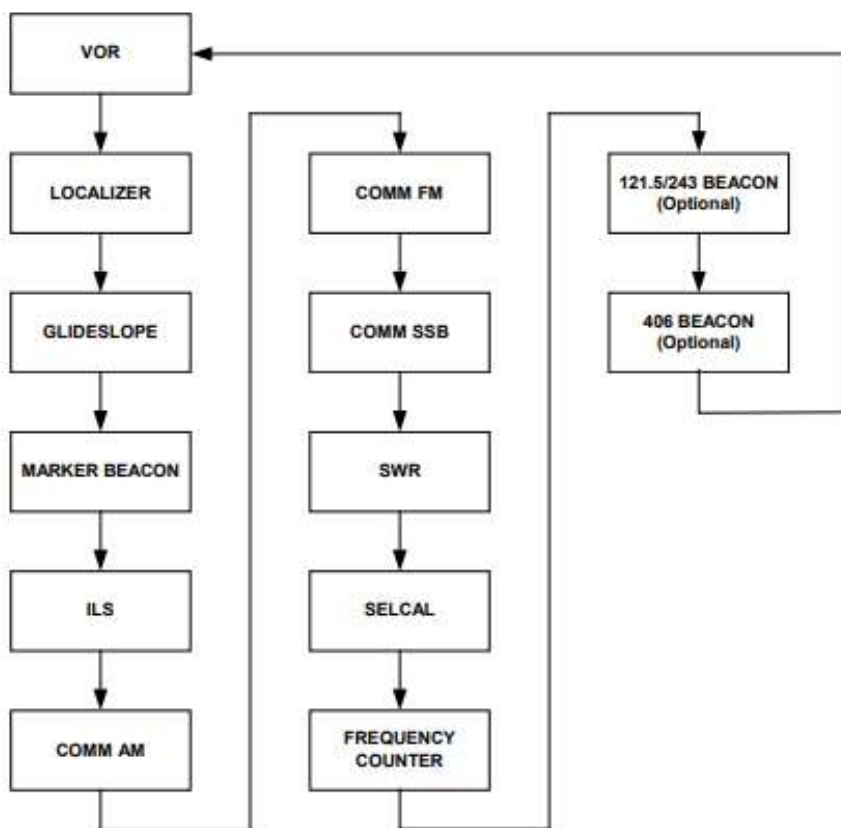 VOR
LOCALIZER
GLIDESLOPE
MARKER BEACON
ILS
COMM AM
COMM FM
COMM SSB
SWR
SELCAL
FREQUENCY
COUNTER
121.5/243 BEACON
(Optional)
406 BEACON
(Optional)